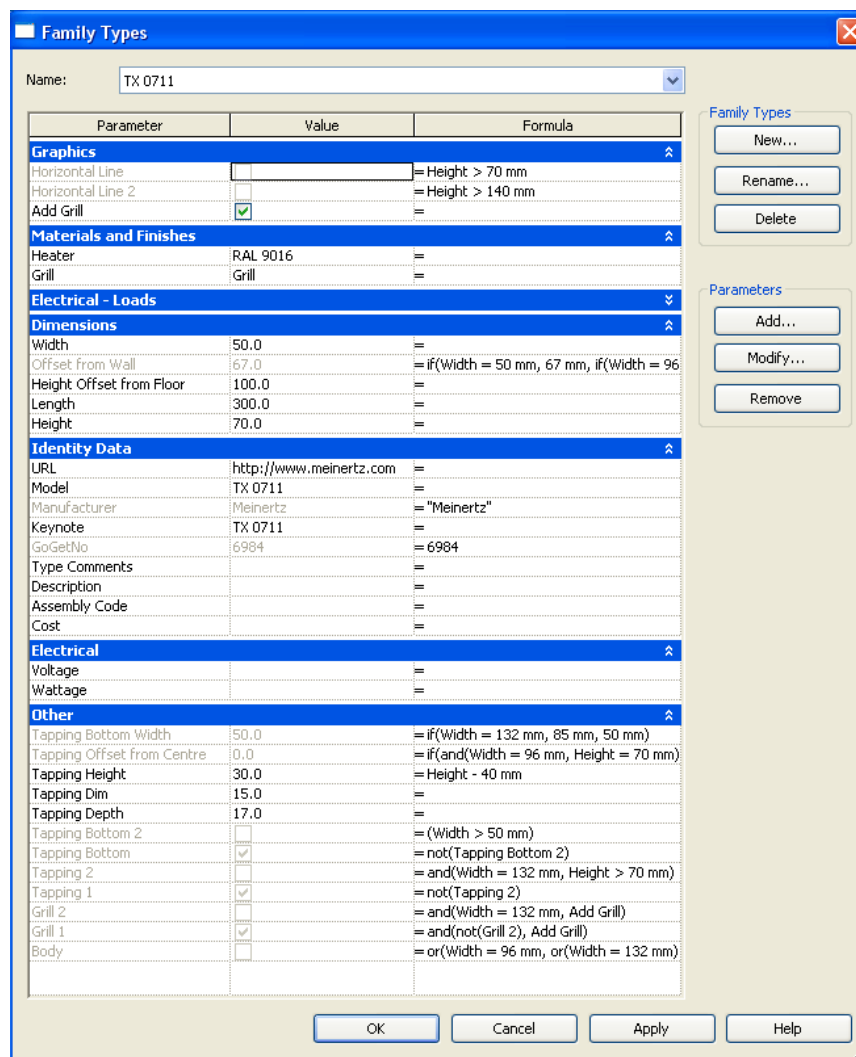 Family Types
Name: TX 0711
Parameter Value Formula
Graphics
Horizontal Line = Height > 70 mm
Horizontal Line 2 = Height > 140 mm
Add Grill =
Materials and Finishes
Heater RAL 9016 =
Grill Grill =
Electrical - Loads
Dimensions
Width 50.0 =
Offset from Wall 67.0 = if(Width = 50 mm, 67 mm, if(Width = 96
Height Offset from Floor 100.0 =
Length 300.0 =
Height 70.0 =
Identity Data
URL http://www.meinertz.com =
Model TX 0711 =
Manufacturer Meinertz = "Meinertz"
Keynote TX 0711 =
GoGetNo 6984 = 6984
Type Comments =
Description =
Assembly Code =
Cost =
Electrical
Voltage =
Wattage =
Other
Tapping Bottom Width 50.0 = if(Width = 132 mm, 85 mm, 50 mm)
Tapping Offset from Centre 0.0 = if(and(Width = 96 mm, Height = 70 mm)
Tapping Height 30.0 = Height - 40 mm
Tapping Dim 15.0 =
Tapping Depth 17.0 =
Tapping Bottom 2 = (Width > 50 mm)
Tapping Bottom = not(Tapping Bottom 2)
Tapping 2 = and(Width = 132 mm, Height > 70 mm)
Tapping 1 = not(Tapping 2)
Grill 2 = and(Width = 132 mm, Add Grill)
Grill 1 = and(not(Grill 2), Add Grill)
Body = or(Width = 96 mm, or(Width = 132 mm)
Family Types
New...
Rename...
Delete
Parameters
Add...
Modify...
Remove
OK Cancel Apply Help